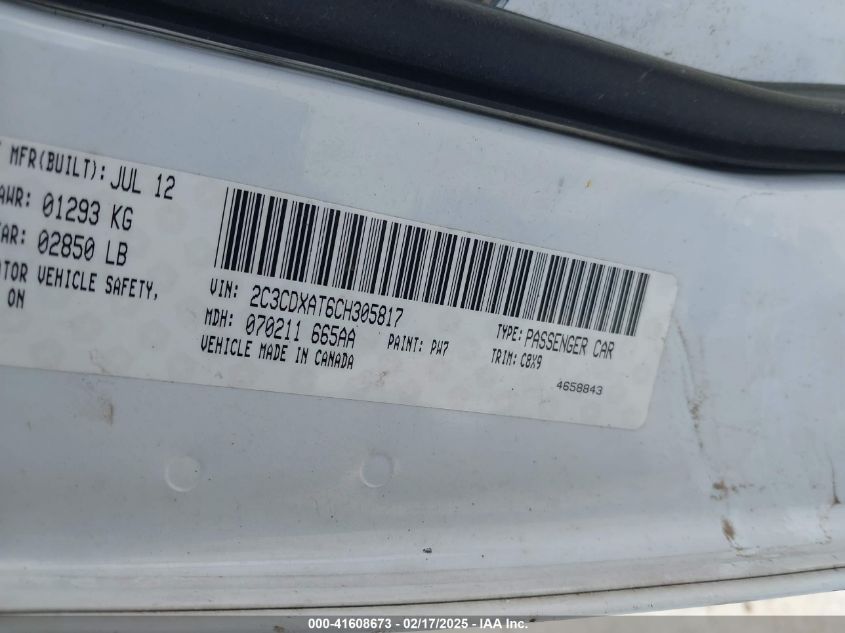 MFR(BUILT): JUL 12
AWR: 01293 KG
AR: 02850 LB
TOR VEHICLE SAFETY,
ON
VIN: 2C3CDXAT6CH305817
MDH: 070211 665AA
VEHICLE MADE IN CANADA
PAINT: PW7
TYPE: PASSENGER CAR
TRIM: C8X9
4658843
000-41608673 - 02/17/2025 - IAA Inc.